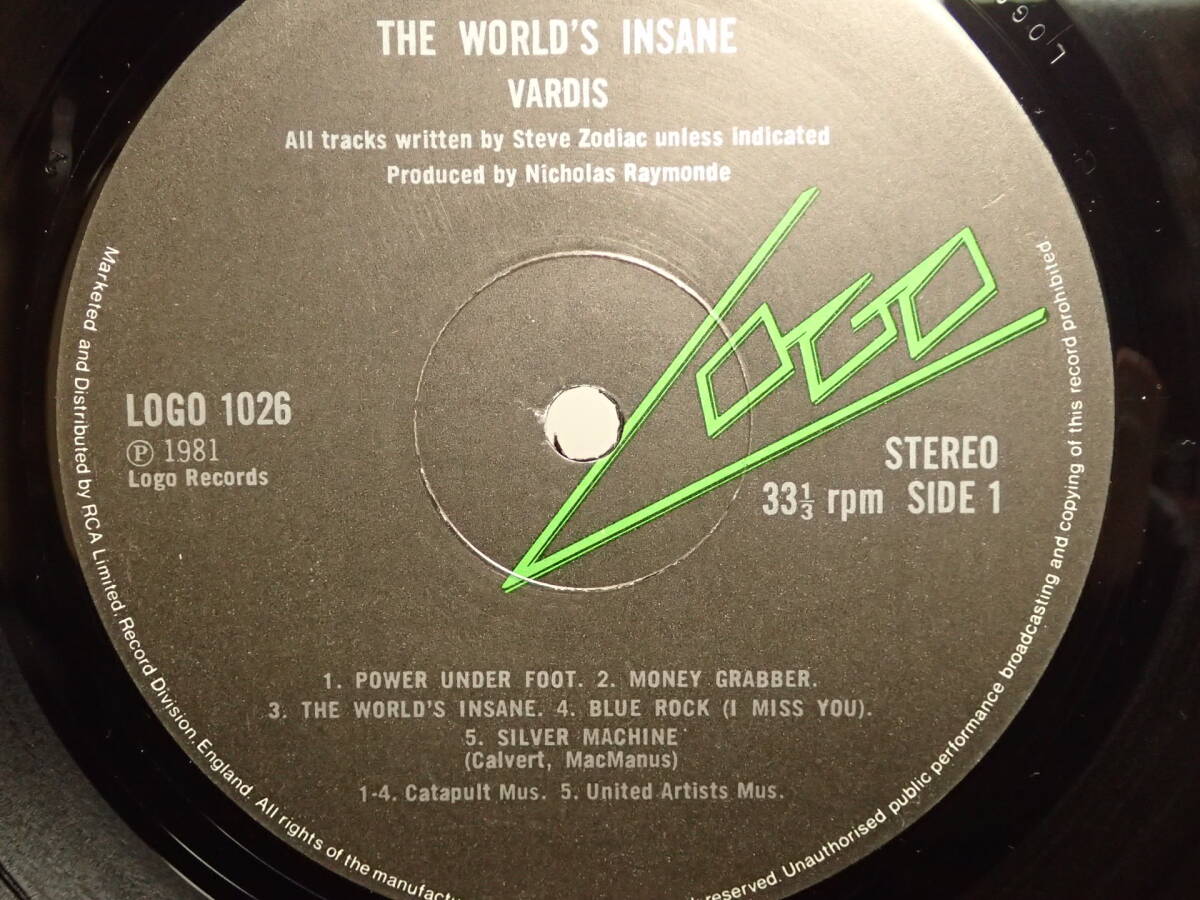 THE WORLD'S INSANE
VARDIS
All tracks written by Steve Zodiac unless indicated
Produced by Nicholas Raymonde
LOGO
LOGO 1026
Ⓟ 1981
Logo Records
STEREO
33⅓ rpm SIDE 1
1. POWER UNDER FOOT. 2. MONEY GRABBER.
3. THE WORLD'S INSANE. 4. BLUE ROCK (I MISS YOU).
5. SILVER MACHINE
(Calvert, MacManus)
1-4. Catapult Mus. 5. United Artists Mus.
Marketed and Distributed by RCA Limited, Record Division, England. All rights of the manufactu
reserved. Unauthorised public performance broadcasting and copying of this record prohibited.
LOGO